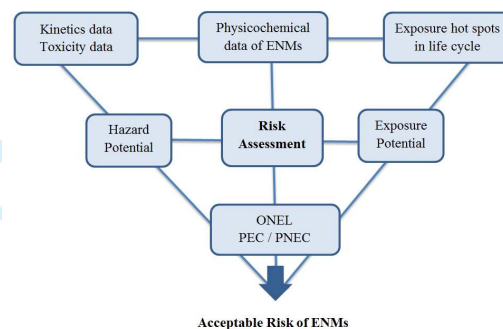 Kinetics data
Toxicity data
Physicochemical
data of ENMs
Exposure hot spots
in life cycle
Hazard
Potential
Risk
Assessment
Exposure
Potential
ONEL
PEC / PNEC
Acceptable Risk of ENMs